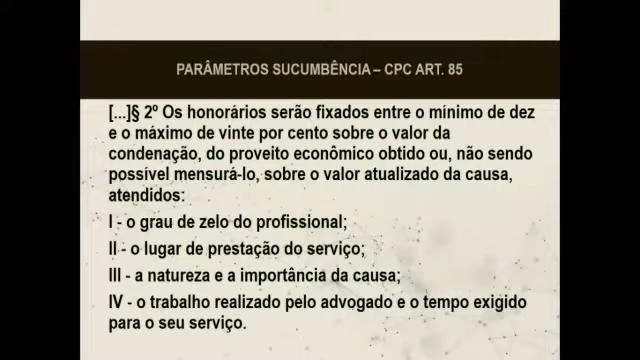 PARÂMETROS SUCUMBÊNCIA – CPC ART. 85
[...]§ 2º Os honorários serão fixados entre o mínimo de dez
e o máximo de vinte por cento sobre o valor da
condenação, do proveito econômico obtido ou, não sendo
possível mensurá-lo, sobre o valor atualizado da causa,
atendidos:
I - o grau de zelo do profissional;
II - o lugar de prestação do serviço;
III - a natureza e a importância da causa;
IV - o trabalho realizado pelo advogado e o tempo exigido
para o seu serviço.